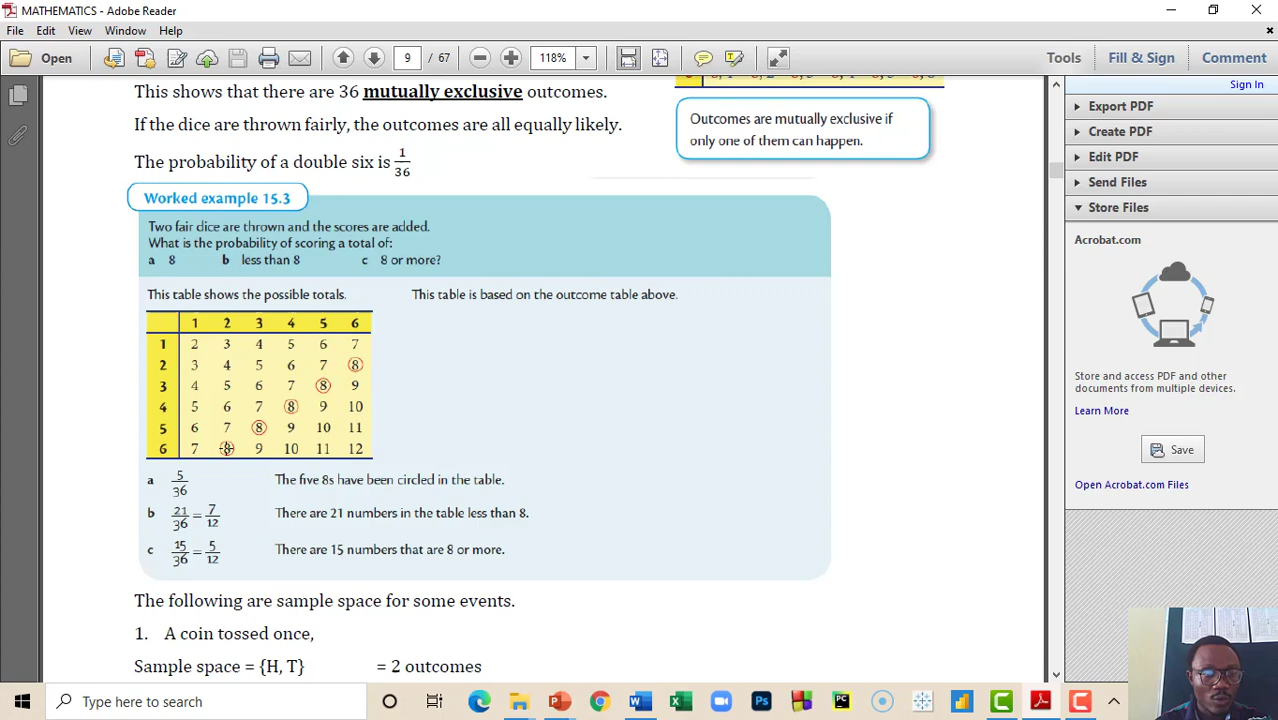 MATHEMATICS - Adobe Reader
File Edit View Window Help
Open 9 / 67 118% Tools Fill & Sign Comment
Sign In
This shows that there are 36 mutually exclusive outcomes.
If the dice are thrown fairly, the outcomes are all equally likely.
The probability of a double six is 1/36
Outcomes are mutually exclusive if
only one of them can happen.
Worked example 15.3
Two fair dice are thrown and the scores are added.
What is the probability of scoring a total of:
a 8 b less than 8 c 8 or more?
This table shows the possible totals. This table is based on the outcome table above.
1 2 3 4 5 6
1 2 3 4 5 6 7
2 3 4 5 6 7 8
3 4 5 6 7 8 9
4 5 6 7 8 9 10
5 6 7 8 9 10 11
6 7 8 9 10 11 12
a 5/36 The five 8s have been circled in the table.
b 21/36 = 7/12 There are 21 numbers in the table less than 8.
c 15/36 = 5/12 There are 15 numbers that are 8 or more.
The following are sample space for some events.
1. A coin tossed once,
Sample space = {H, T} = 2 outcomes
Export PDF
Create PDF
Edit PDF
Send Files
Store Files
Acrobat.com
Store and access PDF and other
documents from multiple devices.
Learn More
Save
Open Acrobat.com Files
Type here to search